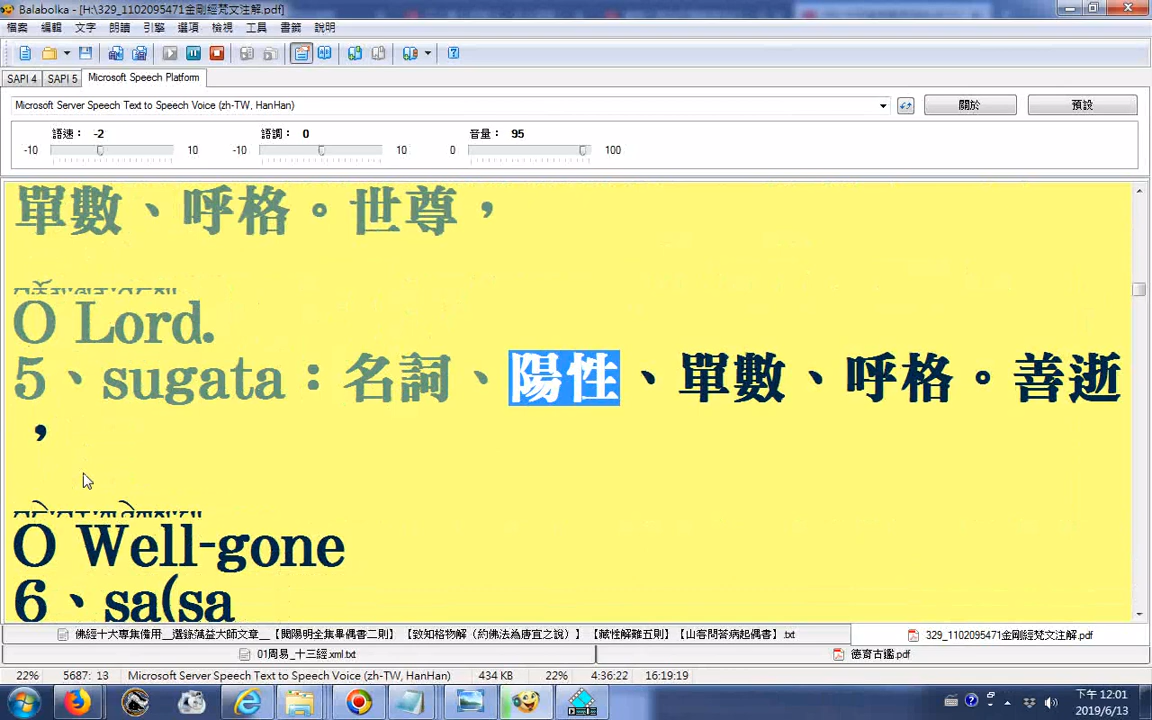 Balabolka - [H:\329_1102095471金剛經梵文注解.pdf]
檔案 編輯 文字 朗讀 引擎 選項 檢視 工具 書籤 說明
SAPI 4 SAPI 5 Microsoft Speech Platform
Microsoft Server Speech Text to Speech Voice (zh-TW, HanHan) 關於 預設
語速： -2 語調： 0 音量： 95
-10 10 -10 10 0 100
單數、呼格。世尊，
O Lord.
5、sugata：名詞、陽性、單數、呼格。善逝
，
O Well-gone
6、sa(sa
佛經十大專集備用__選錄蕅益大師文章__【閱陽明全集畢偶書二則】【致知格物解（約佛法為唐宜之說）】【藏性解難五則】【山客問答病起偶書】.txt 329_1102095471金剛經梵文注解.pdf
01周易_十三經.xml.txt 德育古鑑.pdf
22% 5687: 13 Microsoft Server Speech Text to Speech Voice (zh-TW, HanHan) 434 KB 22% 4:36:22 16:19:19
下午 12:01
2019/6/13